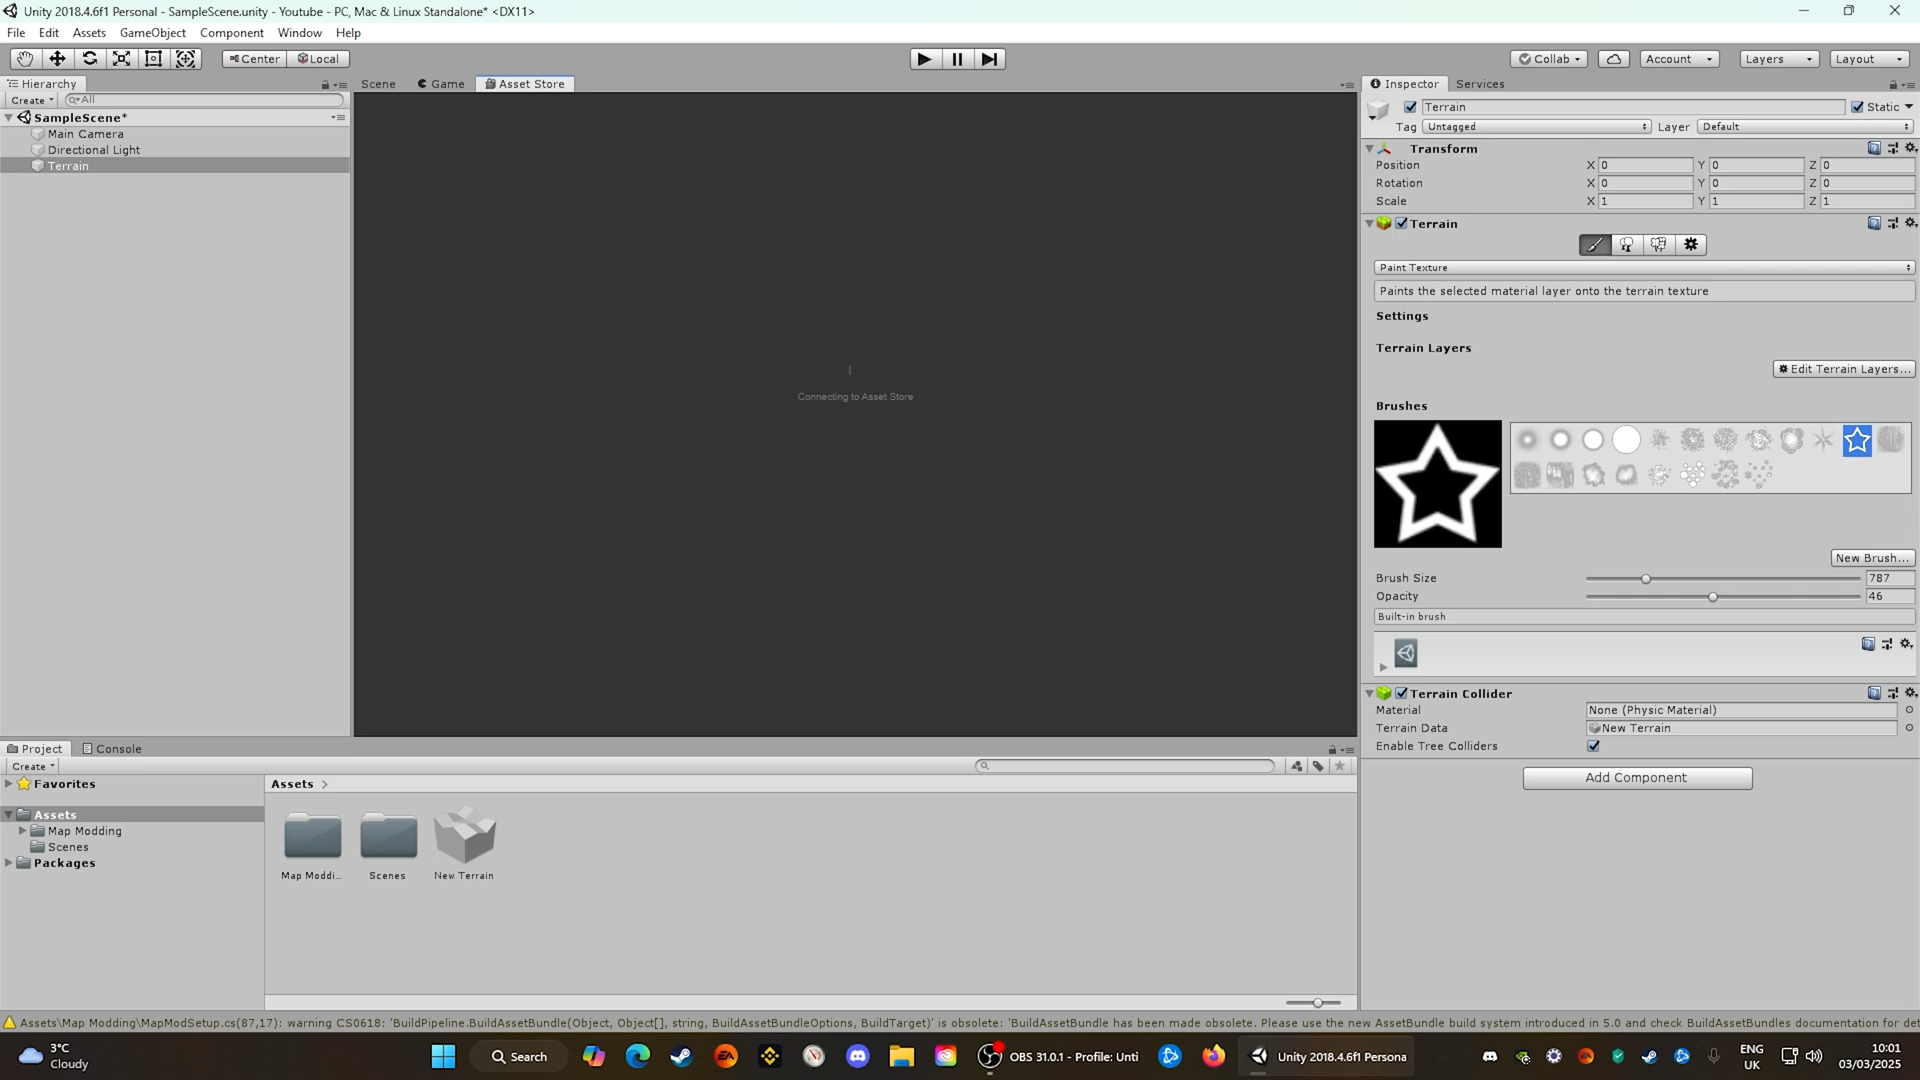 Unity 2018.4.6f1 Personal - SampleScene.unity - Youtube - PC, Mac & Linux Standalone* <DX11>
File Edit Assets GameObject Component Window Help
Center Local
Collab Account Layers Layout
Hierarchy
Create All
SampleScene*
Main Camera
Directional Light
Terrain
Scene Game Asset Store
Connecting to Asset Store
Inspector Services
Terrain Static
Tag Untagged Layer Default
Transform
Position X 0 Y 0 Z 0
Rotation X 0 Y 0 Z 0
Scale X 1 Y 1 Z 1
Terrain
Paint Texture
Paints the selected material layer onto the terrain texture
Settings
Terrain Layers
Edit Terrain Layers...
Brushes
New Brush...
Brush Size 787
Opacity 46
Built-in brush
Terrain Collider
Material None (Physic Material)
Terrain Data New Terrain
Enable Tree Colliders
Add Component
Project Console
Create
Favorites
Assets
Map Modding
Scenes
Packages
Assets
Map Moddi...
Scenes
New Terrain
Assets\Map Modding\MapModSetup.cs(87,17): warning CS0618: 'BuildPipeline.BuildAssetBundle(Object, Object[], string, BuildAssetBundleOptions, BuildTarget)' is obsolete: 'BuildAssetBundle has been made obsolete. Please use the new AssetBundle build system introduced in 5.0 and check BuildAssetBundles documentation for det
3°C
Cloudy
Search
OBS 31.0.1 - Profile: Unti
Unity 2018.4.6f1 Persona
ENG
UK
10:01
03/03/2025